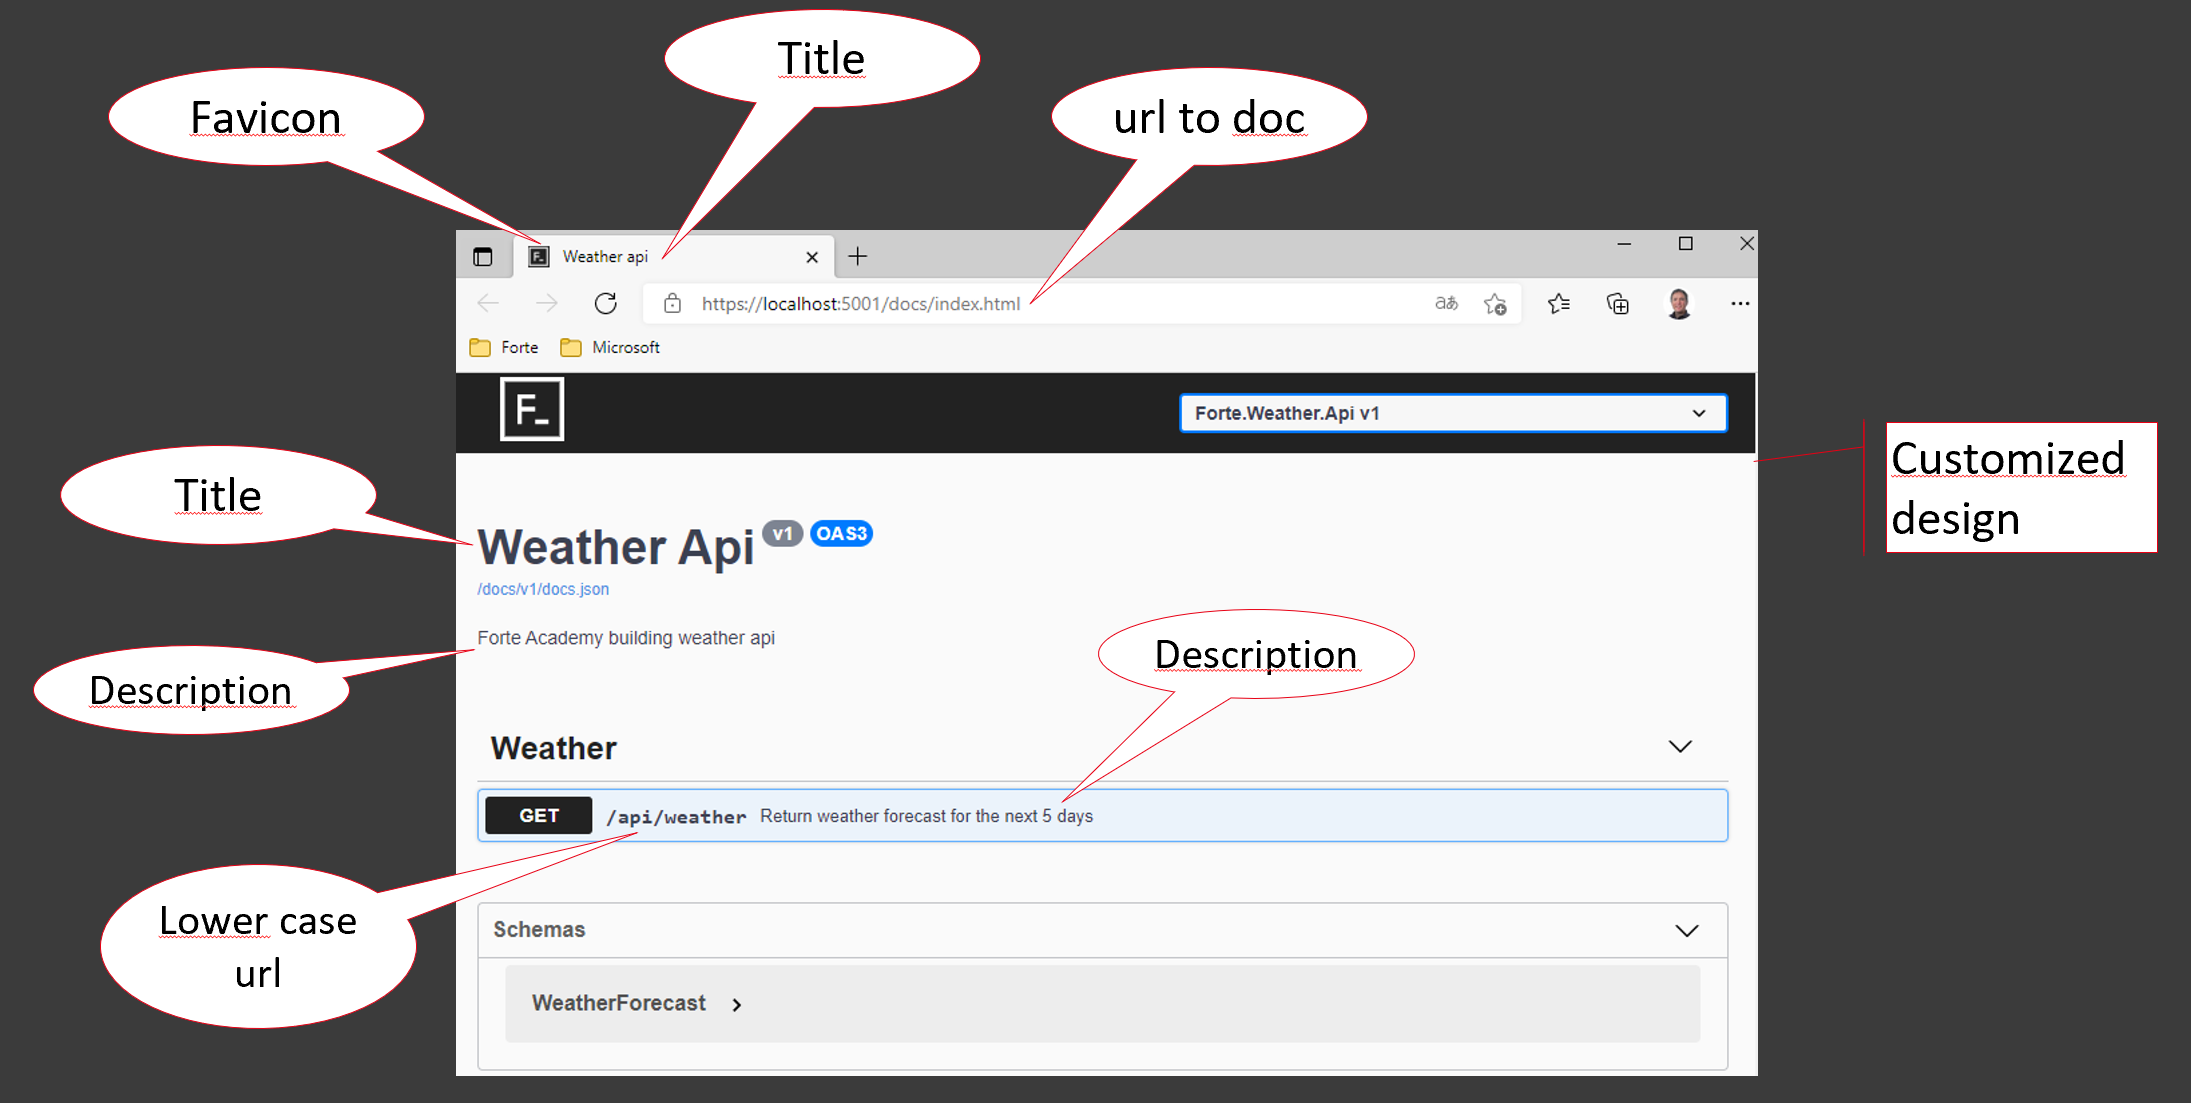 Title
Favicon
url to doc
Weather api
https://localhost:5001/docs/index.html
aあ
Forte
Microsoft
F_
Forte.Weather.Api v1
Customized
design
Title
Weather Api v1 OAS3
/docs/v1/docs.json
Forte Academy building weather api
Description
Description
Weather
GET /api/weather Return weather forecast for the next 5 days
Lower case
url
Schemas
WeatherForecast